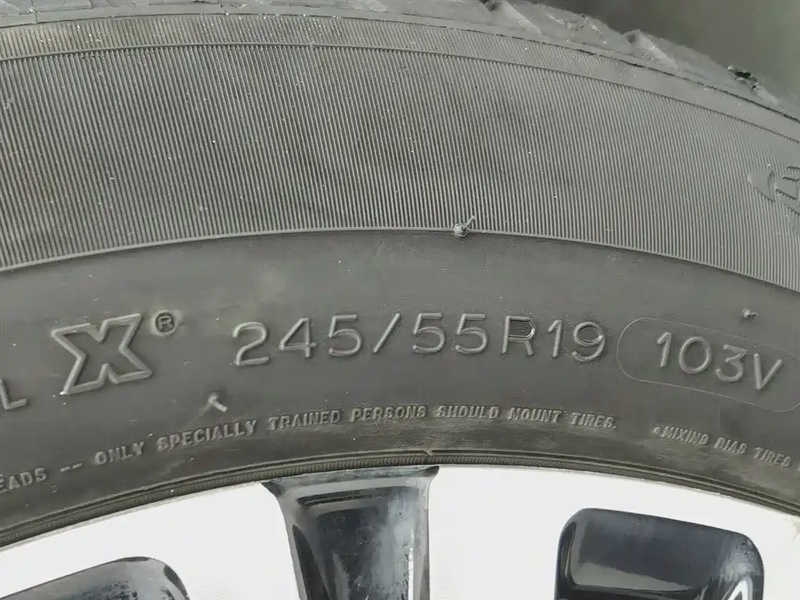 L X® 245/55R19 103V
EADS -- ONLY SPECIALLY TRAINED PERSONS SHOULD MOUNT TIRES. • MIXING BIAS TIRES